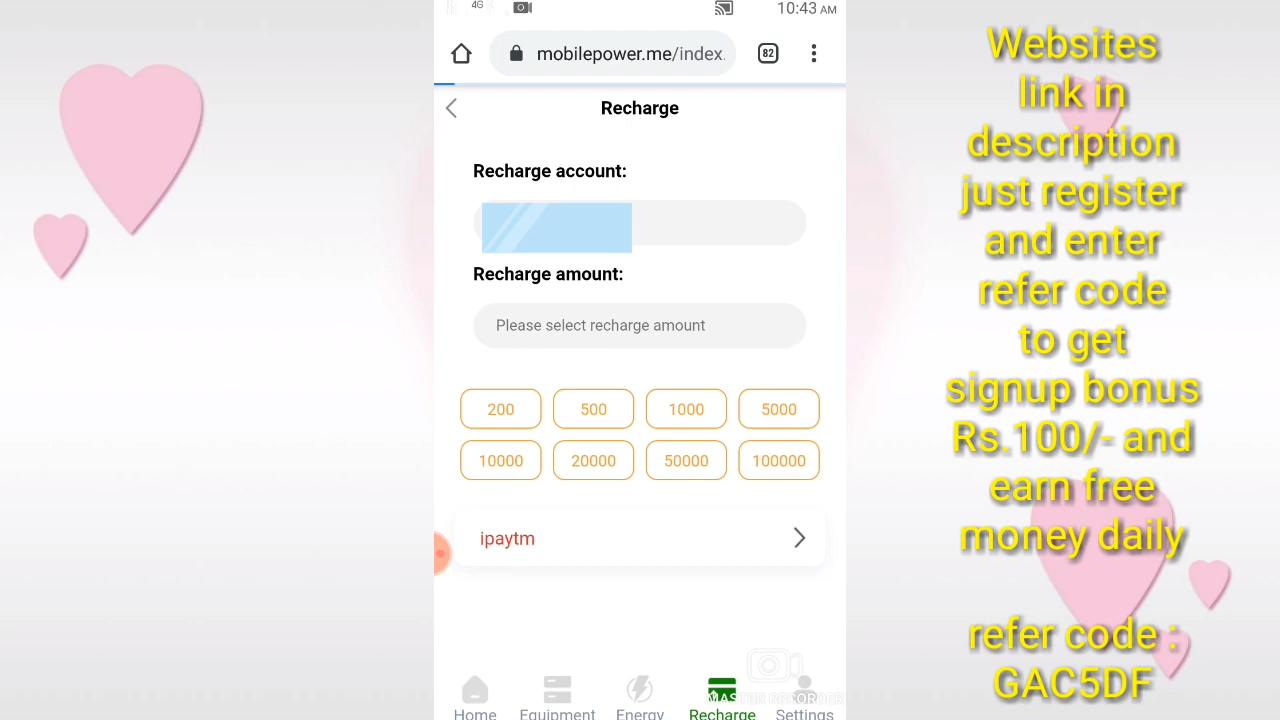 4G
10:43 AM
mobilepower.me/index.
82
Recharge
Recharge account:
Recharge amount:
Please select recharge amount
200
500
1000
5000
10000
20000
50000
100000
ipaytm
MASTER RECORDER
Home
Equipment
Energy
Recharge
Settings
Websites
link in
description
just register
and enter
refer code
to get
signup bonus
Rs.100/- and
earn free
money daily
refer code :
GAC5DF